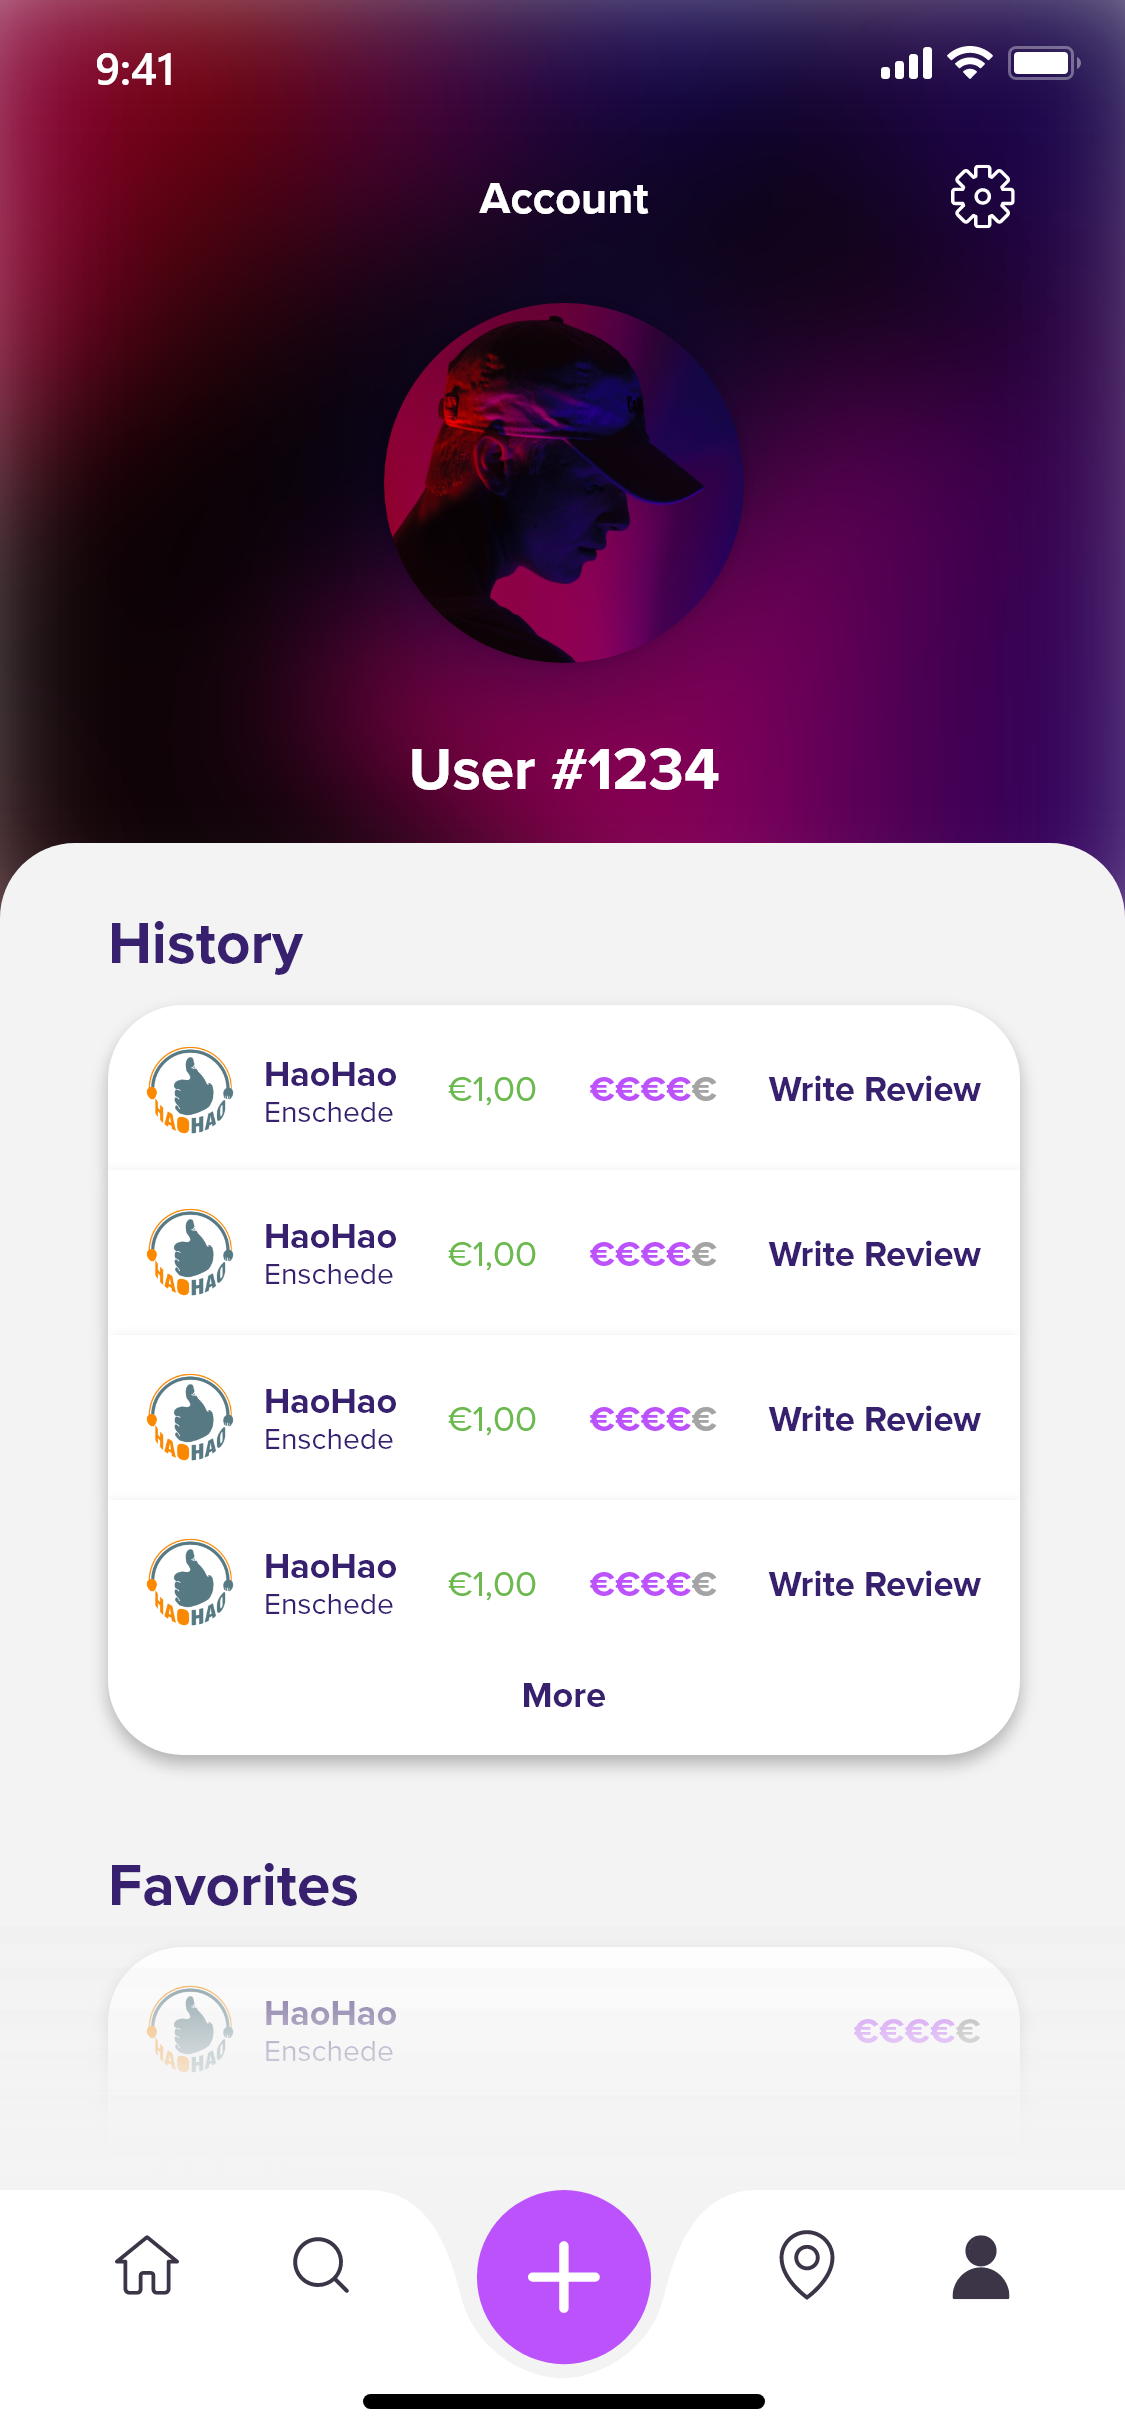 9:41
Account
User #1234
History
HAOHAO
HaoHao
Enschede
€1,00
€€€€€
Write Review
HAOHAO
HaoHao
Enschede
€1,00
€€€€€
Write Review
HAOHAO
HaoHao
Enschede
€1,00
€€€€€
Write Review
HAOHAO
HaoHao
Enschede
€1,00
€€€€€
Write Review
More
Favorites
HAOHAO
HaoHao
Enschede
€€€€€